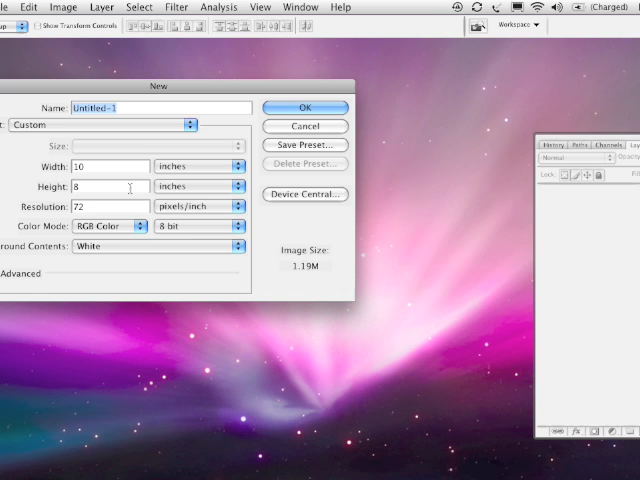 Edit Image Layer Select Filter Analysis View Window Help (Charged)
Show Transform Controls Workspace
New
Name: Untitled-1 OK
Custom Cancel
Size: Save Preset...
Width: 10 inches Delete Preset...
Height: 8 inches
Resolution: 72 pixels/inch Device Central...
Color Mode: RGB Color 8 bit
Contents: White
Image Size:
1.19M
Advanced
History Paths Channels
Normal
Lock: